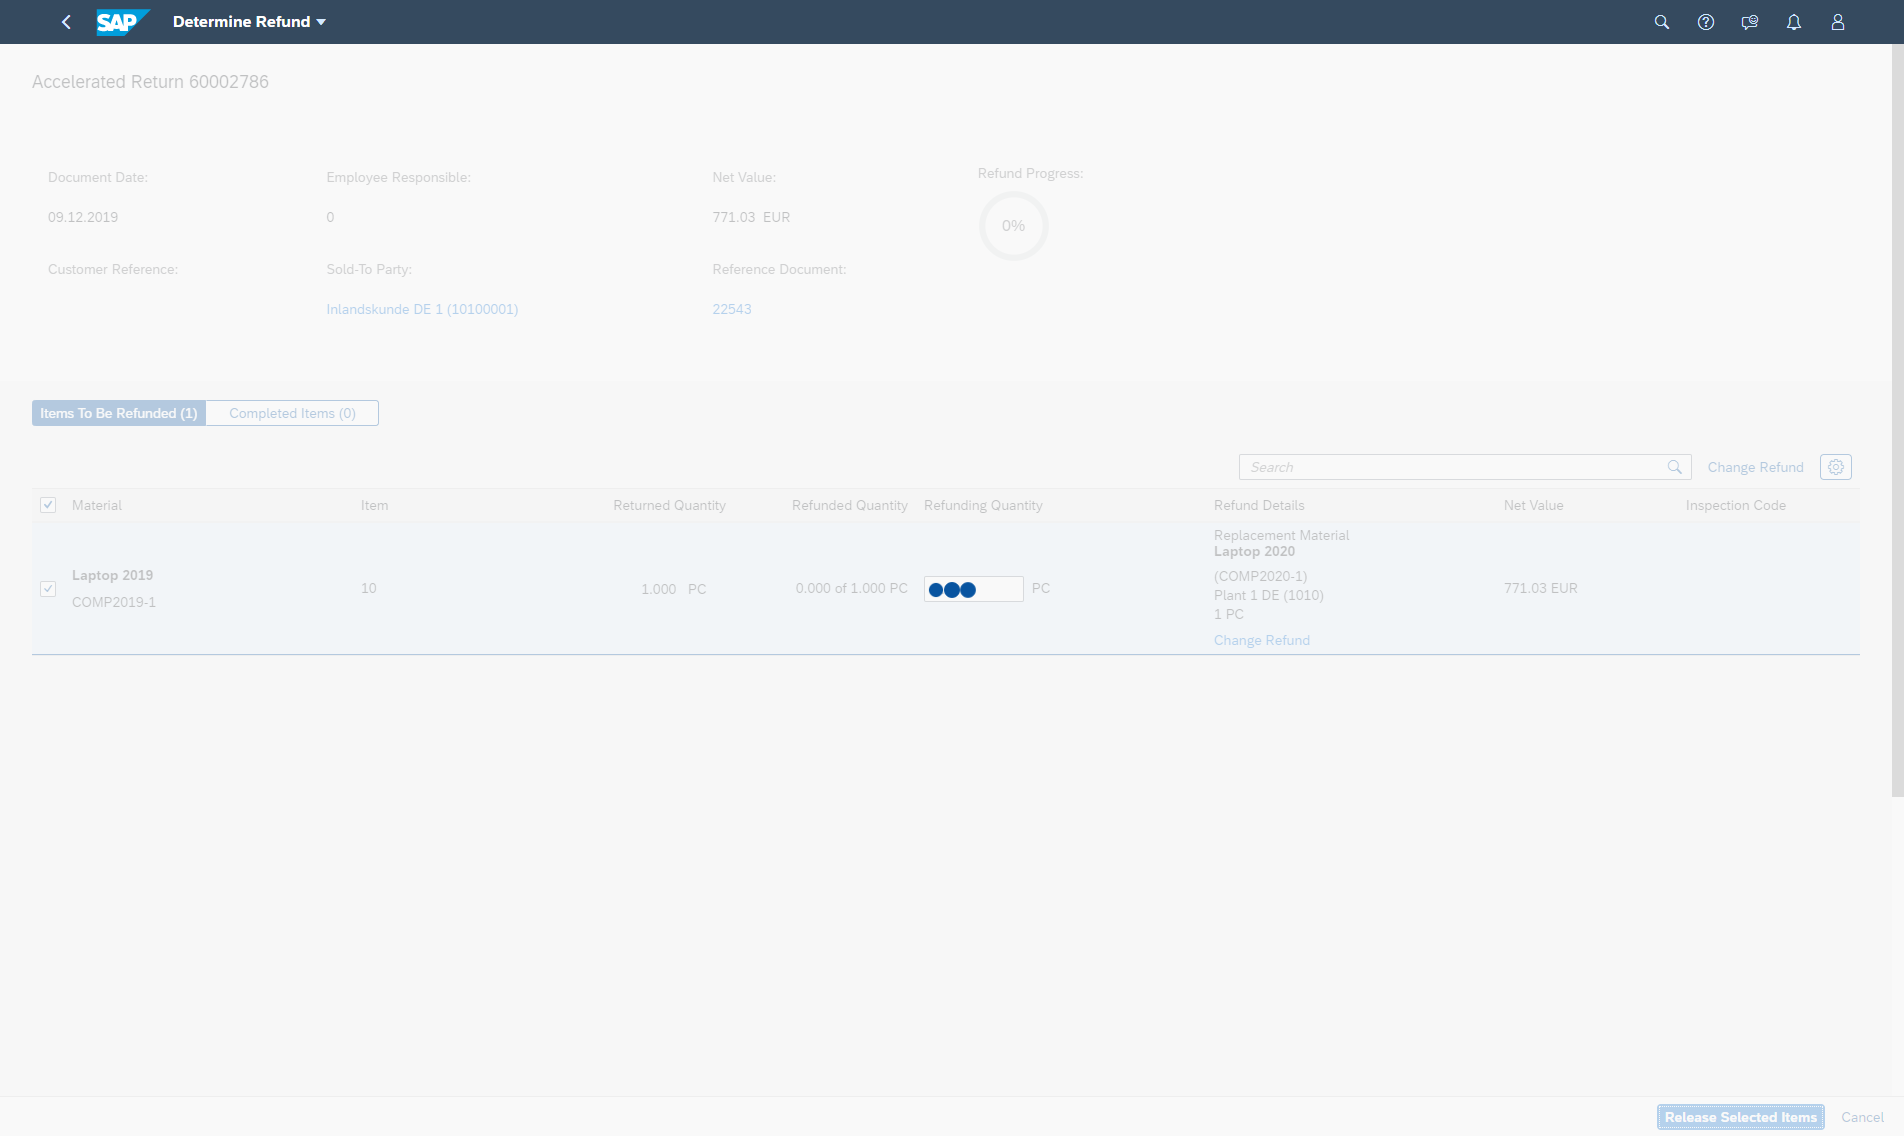 SAP Determine Refund
Accelerated Return 60002786
Document Date:
09.12.2019
Employee Responsible:
0
Net Value:
771.03 EUR
Refund Progress:
0%
Customer Reference:
Sold-To Party:
Inlandskunde DE 1 (10100001)
Reference Document:
22543
Items To Be Refunded (1)
Completed Items (0)
Search
Change Refund
Material
Item
Returned Quantity
Refunded Quantity
Refunding Quantity
Refund Details
Net Value
Inspection Code
Laptop 2019
COMP2019-1
10
1.000 PC
0.000 of 1.000 PC
PC
Replacement Material
Laptop 2020
(COMP2020-1)
Plant 1 DE (1010)
1 PC
Change Refund
771.03 EUR
Release Selected Items
Cancel